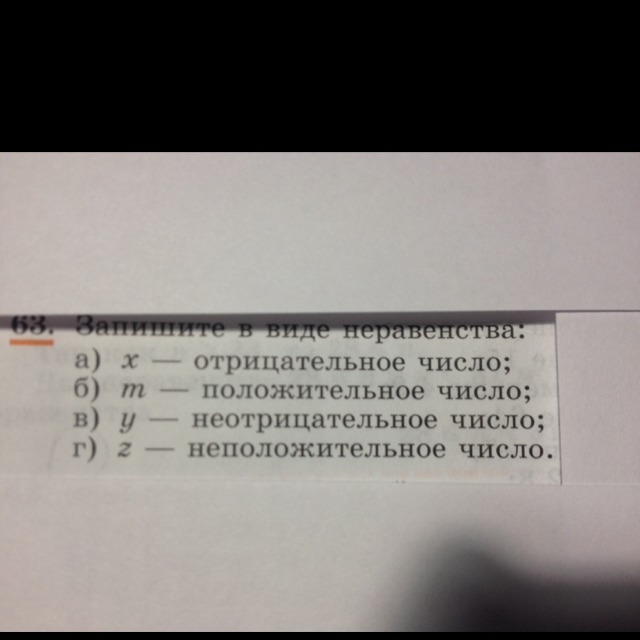 63. Запишите в виде неравенства:
а) x — отрицательное число;
б) m — положительное число;
в) y — неотрицательное число;
г) z — неположительное число.